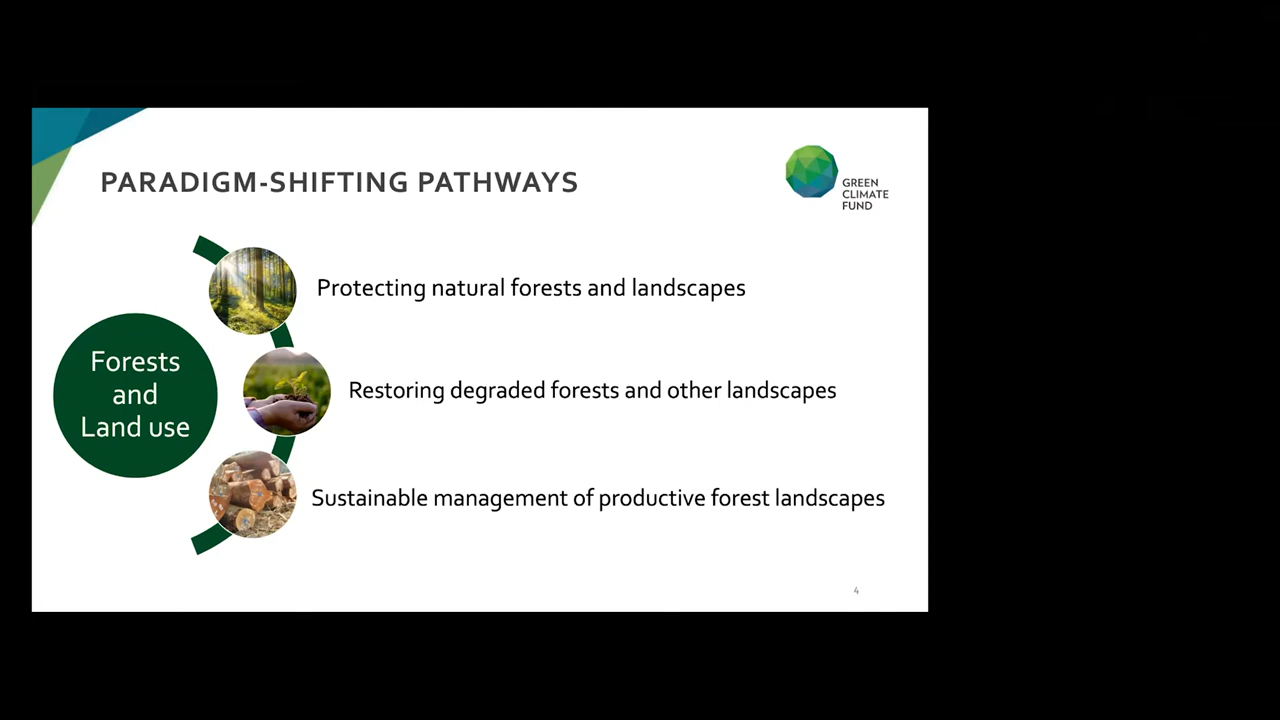 PARADIGM-SHIFTING PATHWAYS
GREEN
CLIMATE
FUND
Protecting natural forests and landscapes
Forests
and
Land use
Restoring degraded forests and other landscapes
Sustainable management of productive forest landscapes
4